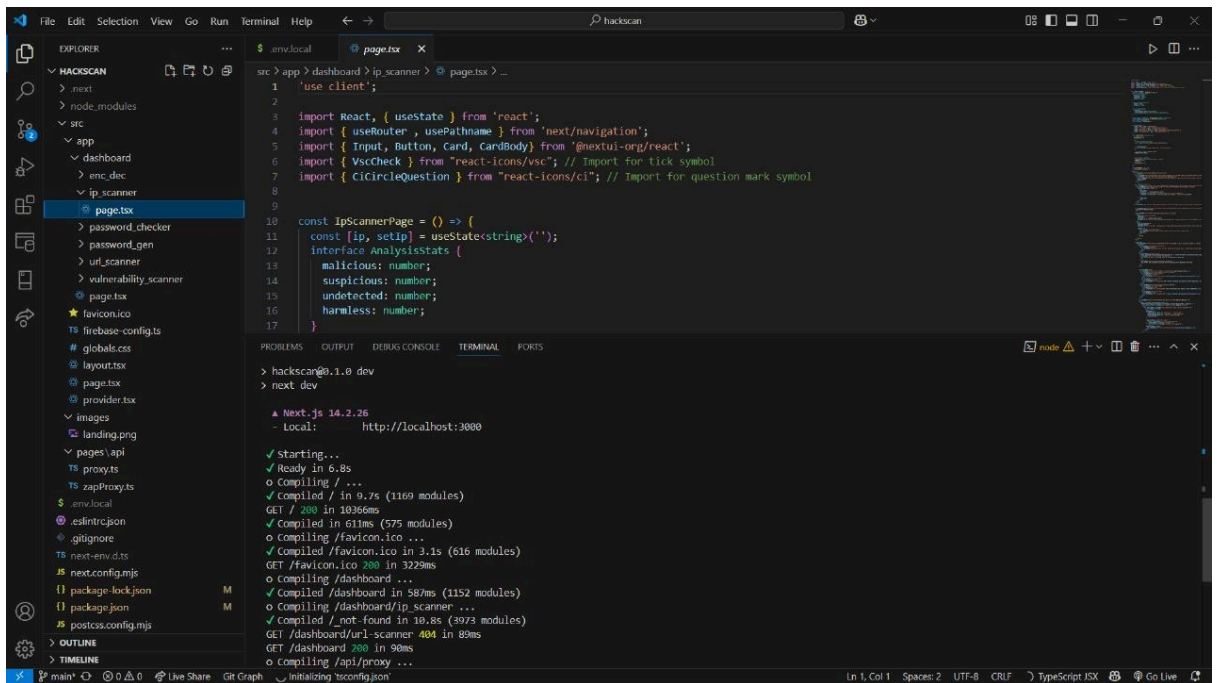 File Edit Selection View Go Run Terminal Help
hackscan
EXPLORER
HACKSCAN
.next
node_modules
src
app
dashboard
enc_dec
ip_scanner
page.tsx
password_checker
password_gen
url_scanner
vulnerability_scanner
page.tsx
favicon.ico
TS firebase-config.ts
# globals.css
layout.tsx
page.tsx
provider.tsx
images
landing.png
pages\api
TS proxy.ts
TS zapProxy.ts
$ .env.local
.eslintrc.json
.gitignore
TS next-env.d.ts
JS next.config.mjs
{} package-lock.json M
{} package.json M
JS postcss.config.mjs
OUTLINE
TIMELINE
$ .env.local page.tsx
src > app > dashboard > ip_scanner > page.tsx > ...
1 'use client';
2
3 import React, { useState } from 'react';
4 import { useRouter , usePathname } from 'next/navigation';
5 import { Input, Button, Card, CardBody} from '@nextui-org/react';
6 import { VscCheck } from "react-icons/vsc"; // Import for tick symbol
7 import { CiCircleQuestion } from "react-icons/ci"; // Import for question mark symbol
8
9
10 const IpScannerPage = () => {
11 const [ip, setIp] = useState<string>('');
12 interface AnalysisStats {
13 malicious: number;
14 suspicious: number;
15 undetected: number;
16 harmless: number;
17 }
PROBLEMS OUTPUT DEBUG CONSOLE TERMINAL PORTS
node
> hackscan@0.1.0 dev
> next dev
▲ Next.js 14.2.26
- Local: http://localhost:3000
✓ Starting...
✓ Ready in 6.8s
○ Compiling / ...
✓ Compiled / in 9.7s (1169 modules)
GET / 200 in 10366ms
✓ Compiled in 611ms (575 modules)
○ Compiling /favicon.ico ...
✓ Compiled /favicon.ico in 3.1s (616 modules)
GET /favicon.ico 200 in 3229ms
○ Compiling /dashboard ...
✓ Compiled /dashboard in 587ms (1152 modules)
○ Compiling /dashboard/ip_scanner ...
✓ Compiled /_not-found in 10.8s (3973 modules)
GET /dashboard/url-scanner 404 in 89ms
GET /dashboard 200 in 90ms
○ Compiling /api/proxy ...
main* 0 0 Live Share Git Graph Initializing 'tsconfig.json' Ln 1, Col 1 Spaces: 2 UTF-8 CRLF TypeScript JSX Go Live